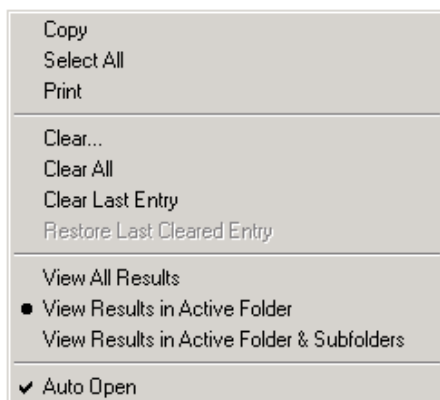 Copy
Select All
Print
Clear...
Clear All
Clear Last Entry
Restore Last Cleared Entry
View All Results
View Results in Active Folder
View Results in Active Folder & Subfolders
Auto Open